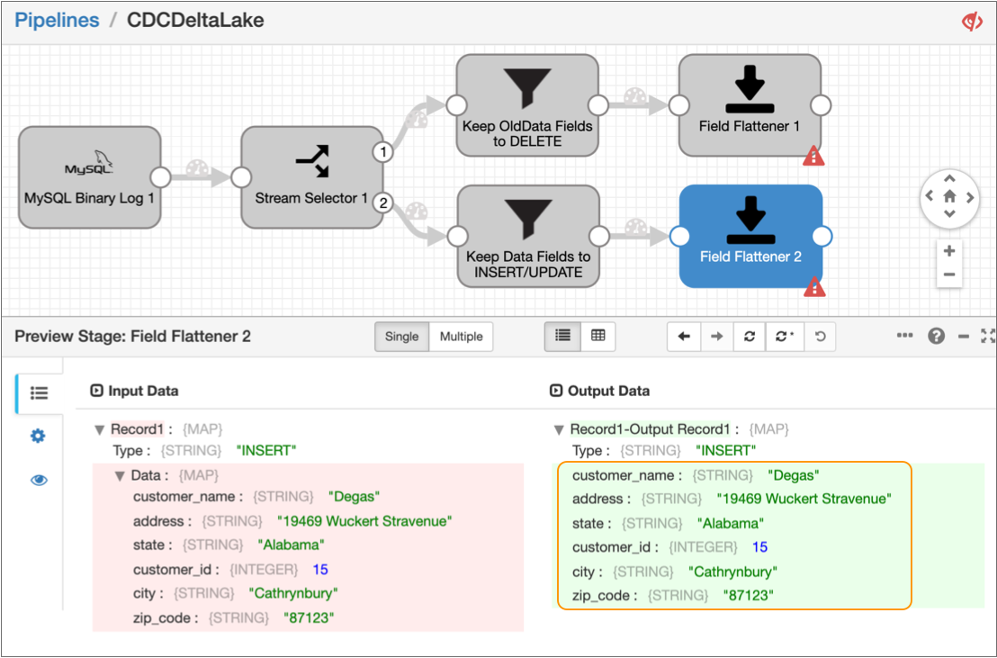 Pipelines / CDCDeltaLake
Keep OldData Fields
to DELETE
Field Flattener 1
MySQL
MySQL Binary Log 1
Stream Selector 1
1
2
Keep Data Fields to
INSERT/UPDATE
Field Flattener 2
Preview Stage: Field Flattener 2
Single Multiple
Input Data
Record1 : {MAP}
Type : {STRING} "INSERT"
Data : {MAP}
customer_name : {STRING} "Degas"
address : {STRING} "19469 Wuckert Stravenue"
state : {STRING} "Alabama"
customer_id : {INTEGER} 15
city : {STRING} "Cathrynbury"
zip_code : {STRING} "87123"
Output Data
Record1-Output Record1 : {MAP}
Type : {STRING} "INSERT"
customer_name : {STRING} "Degas"
address : {STRING} "19469 Wuckert Stravenue"
state : {STRING} "Alabama"
customer_id : {INTEGER} 15
city : {STRING} "Cathrynbury"
zip_code : {STRING} "87123"